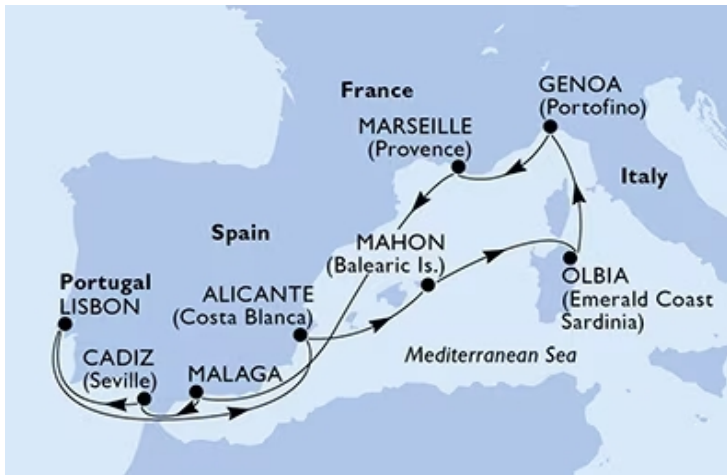 France
GENOA
(Portofino)
MARSEILLE
(Provence)
Italy
Spain
MAHON
(Balearic Is.)
Portugal
LISBON
ALICANTE
(Costa Blanca)
OLBIA
(Emerald Coast
Sardinia)
CADIZ
(Seville)
MALAGA
Mediterranean Sea